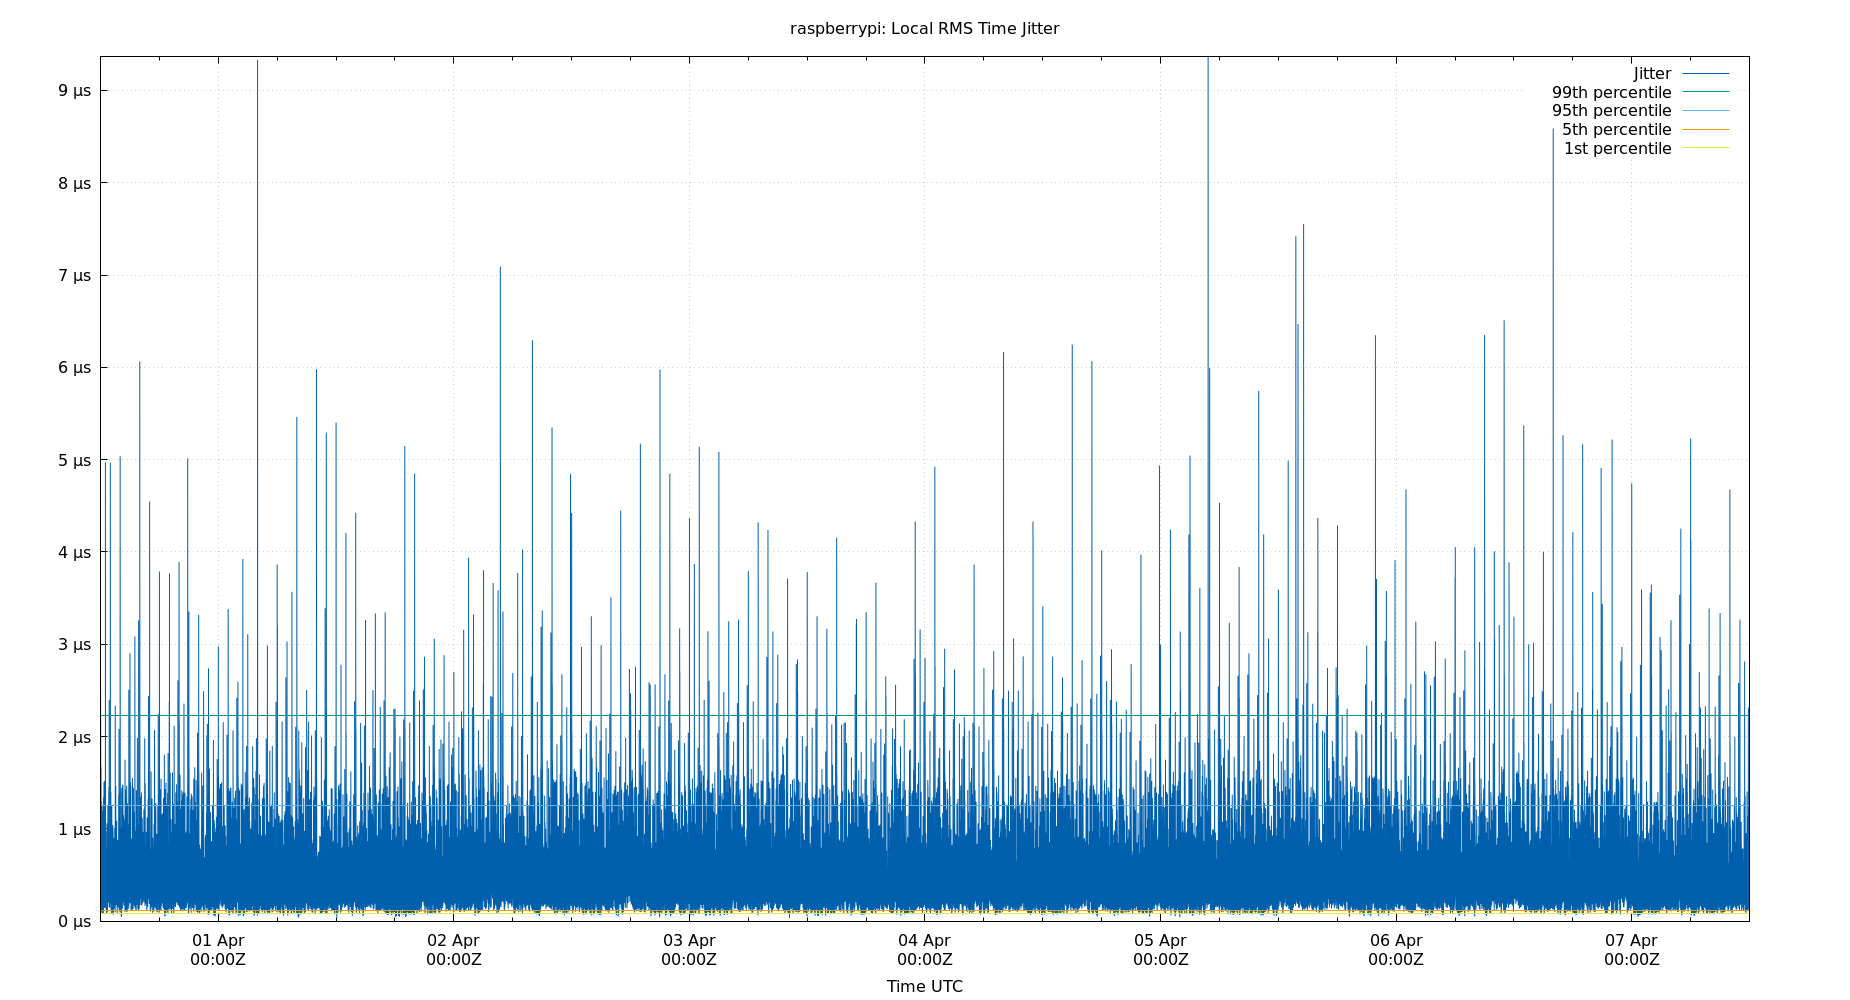 raspberrypi: Local RMS Time Jitter
Jitter
99th percentile
95th percentile
5th percentile
1st percentile
9 µs
8 µs
7 µs
6 µs
5 µs
4 µs
3 µs
2 µs
1 µs
0 µs
01 Apr 02 Apr 03 Apr 04 Apr 05 Apr 06 Apr 07 Apr
00:00Z 00:00Z 00:00Z 00:00Z 00:00Z 00:00Z 00:00Z
Time UTC